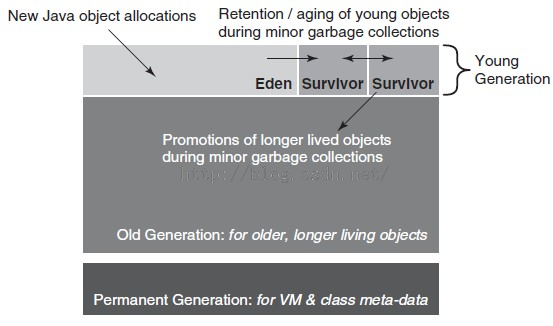 New Java object allocations
Retention / aging of young objects
during minor garbage collections
Eden
Survivor
Survivor
Young
Generation
Promotions of longer lived objects
during minor garbage collections
http://blog.csdn.net/
Old Generation: for older, longer living objects
Permanent Generation: for VM & class meta-data